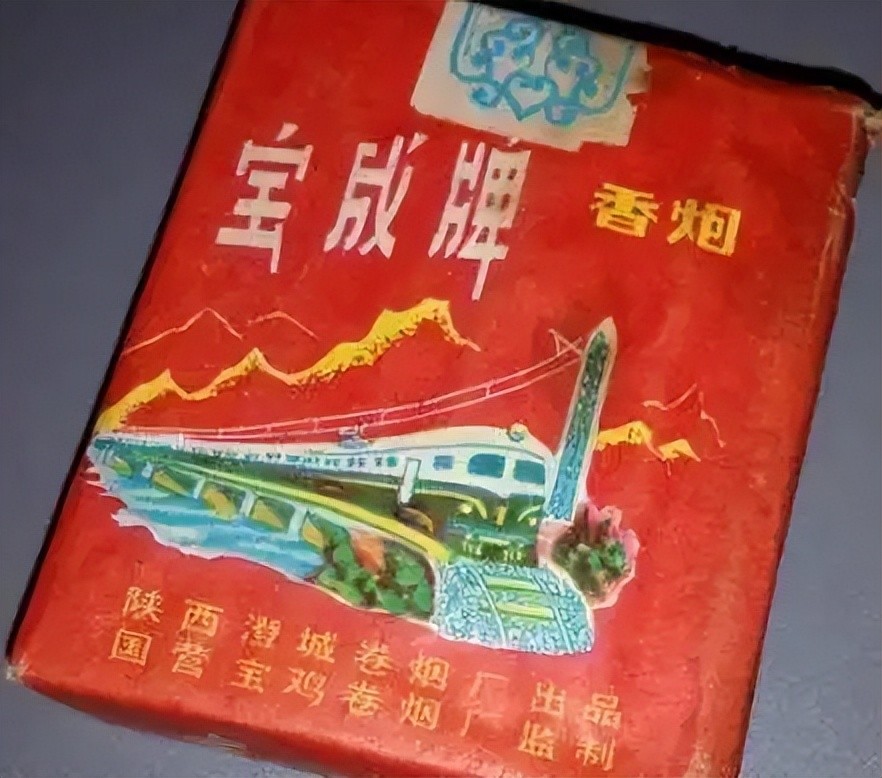 宝成牌 香烟
陕西澄城卷烟厂出品
国营宝鸡卷烟厂监制